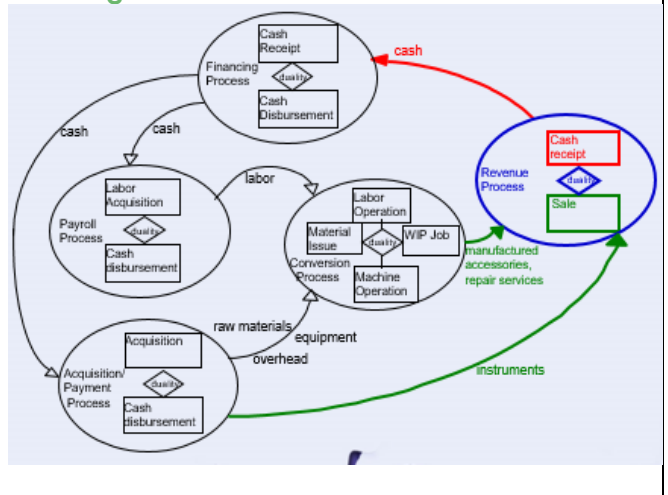 Cash
Receipt
Financing
Process
duality
Cash
Disbursement
cash
cash
cash
Cash
receipt
Revenue
Process
duality
Sale
Labor
Acquisition
Payroll
Process
duality
Cash
disbursement
labor
Labor
Operation
Material
Issue
duality
WIP Job
Conversion
Process
Machine
Operation
manufactured
accessories,
repair services
raw materials
equipment
overhead
Acquisition
Acquisition/
Payment
Process
duality
Cash
disbursement
instruments